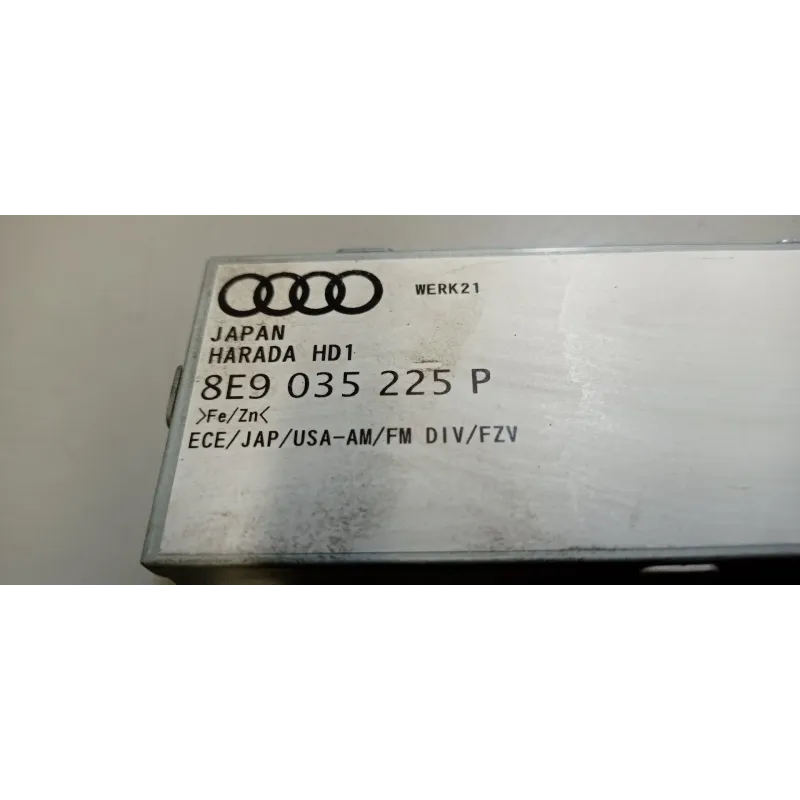 WERK21
JAPAN
HARADA HD1
8E9 035 225 P
>Fe/Zn<
ECE/JAP/USA-AM/FM DIV/FZV